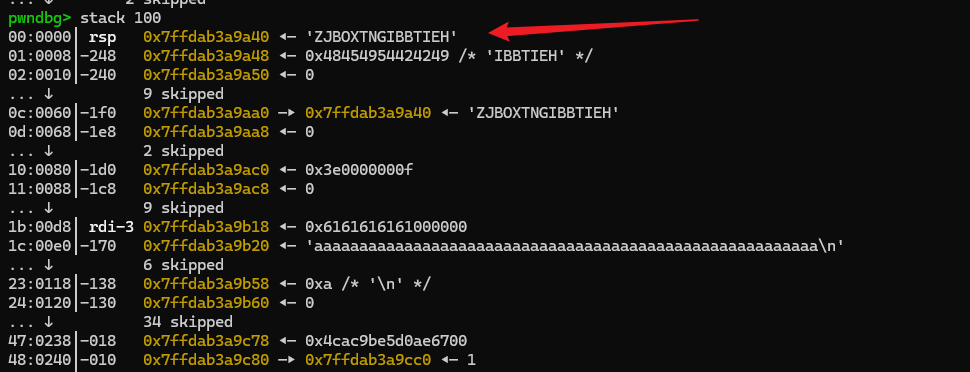 ... ↓ 2 skipped
pwndbg> stack 100
00:0000│ rsp 0x7ffdab3a9a40 ◂— 'ZJBOXTNGIBBTIEH'
01:0008│-248 0x7ffdab3a9a48 ◂— 0x48454954424249 /* 'IBBTIEH' */
02:0010│-240 0x7ffdab3a9a50 ◂— 0
... ↓ 9 skipped
0c:0060│-1f0 0x7ffdab3a9aa0 —▸ 0x7ffdab3a9a40 ◂— 'ZJBOXTNGIBBTIEH'
0d:0068│-1e8 0x7ffdab3a9aa8 ◂— 0
... ↓ 2 skipped
10:0080│-1d0 0x7ffdab3a9ac0 ◂— 0x3e0000000f
11:0088│-1c8 0x7ffdab3a9ac8 ◂— 0
... ↓ 9 skipped
1b:00d8│ rdi-3 0x7ffdab3a9b18 ◂— 0x6161616161000000
1c:00e0│-170 0x7ffdab3a9b20 ◂— 'aaaaaaaaaaaaaaaaaaaaaaaaaaaaaaaaaaaaaaaaaaaaaaaaaaaaaaaa\n'
... ↓ 6 skipped
23:0118│-138 0x7ffdab3a9b58 ◂— 0xa /* '\n' */
24:0120│-130 0x7ffdab3a9b60 ◂— 0
... ↓ 34 skipped
47:0238│-018 0x7ffdab3a9c78 ◂— 0x4cac9be5d0ae6700
48:0240│-010 0x7ffdab3a9c80 —▸ 0x7ffdab3a9cc0 ◂— 1